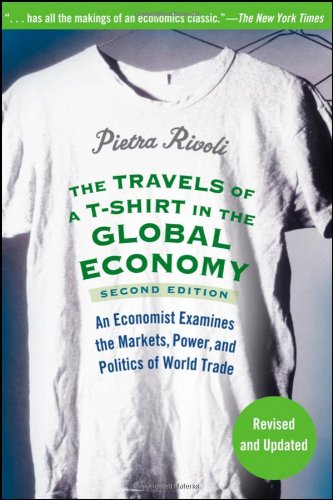 “. . . has all the makings of an economics classic.”—The New York Times
Pietra Rivoli
THE TRAVELS OF
A T-SHIRT IN THE
GLOBAL
ECONOMY
SECOND EDITION
An Economist Examines
the Markets, Power, and
Politics of World Trade
Revised
and Updated